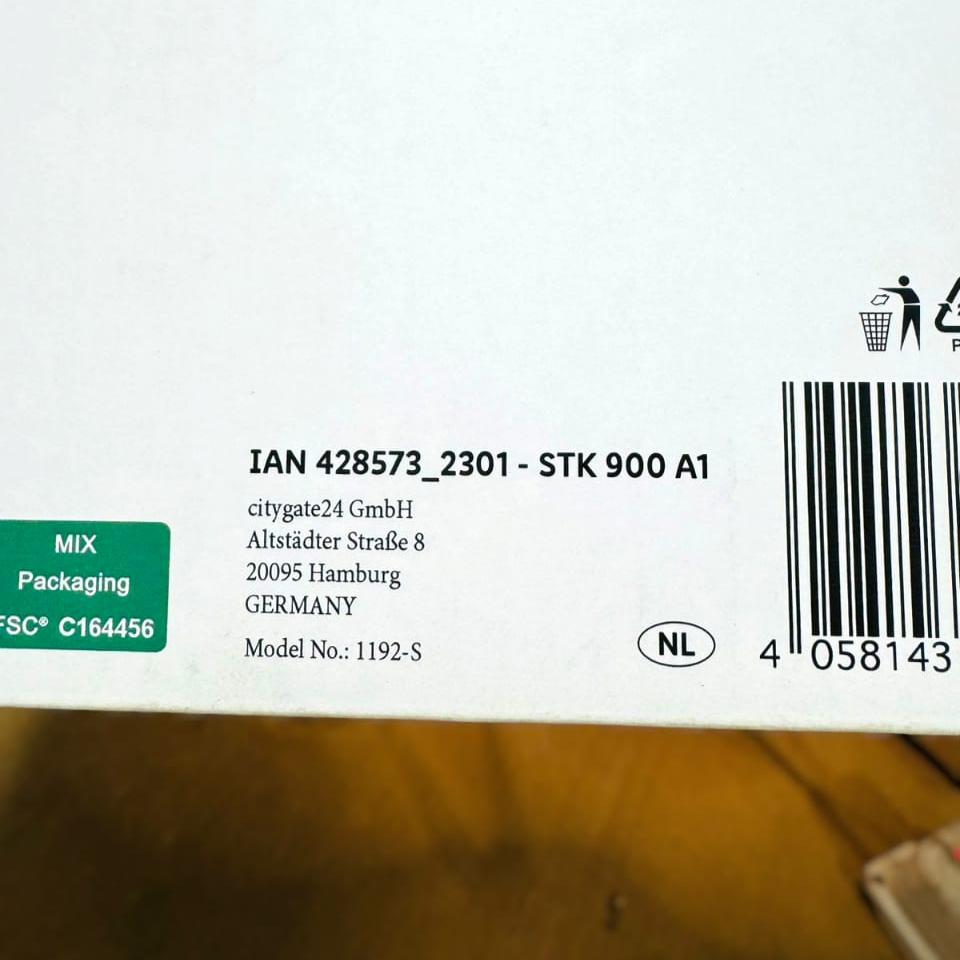 IAN 428573_2301 - STK 900 A1
citygate24 GmbH
Altstädter Straße 8
20095 Hamburg
GERMANY
Model No.: 1192-S
MIX
Packaging
FSC® C164456
NL
4 058143
P